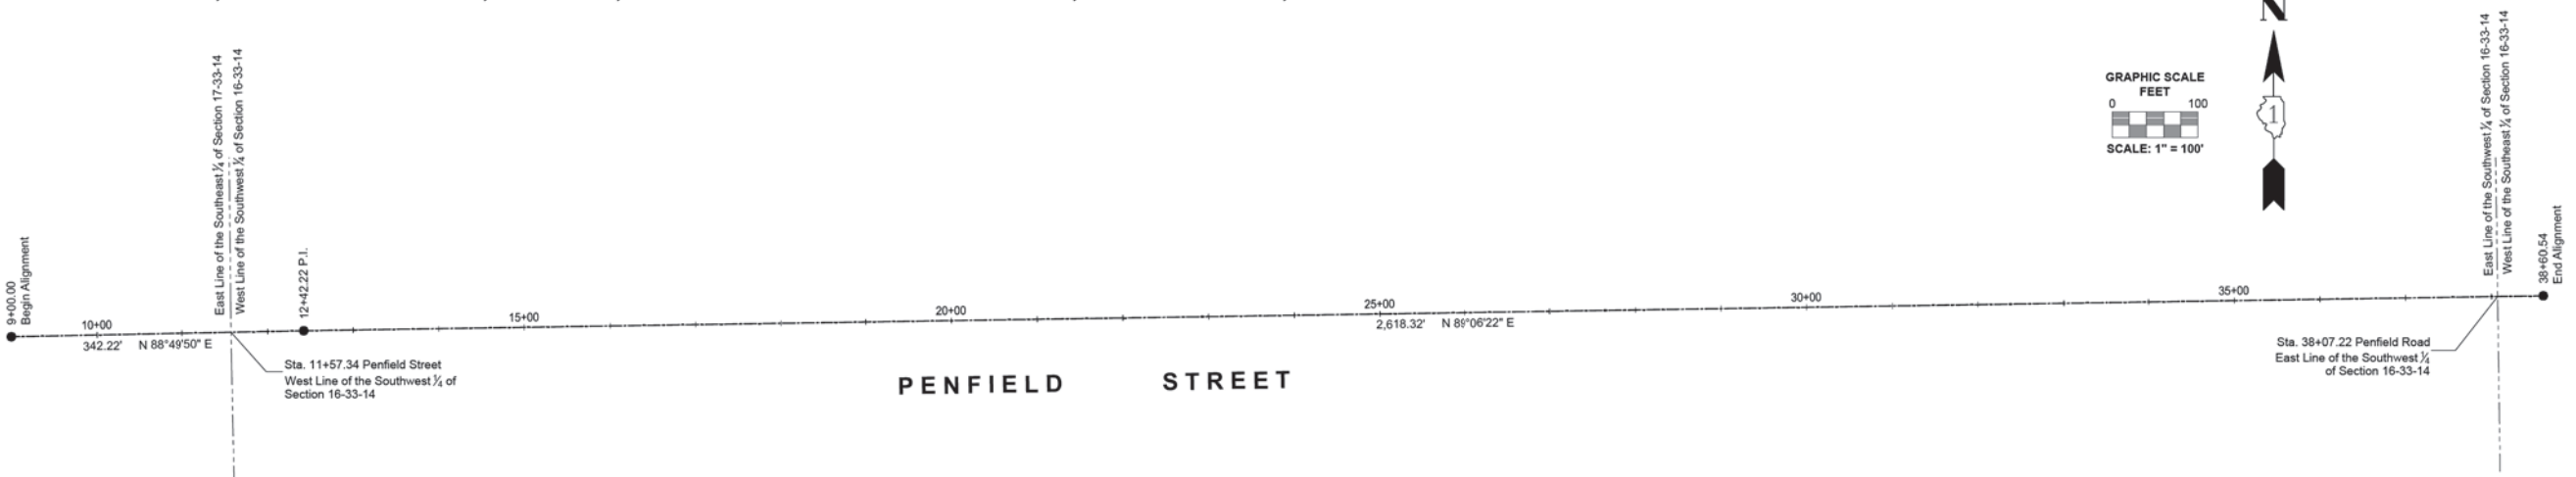 N
East Line of the Southeast ¼ of Section 17-33-14
West Line of the Southwest ¼ of Section 16-33-14
East Line of the Southwest ¼ of Section 16-33-14
West Line of the Southeast ¼ of Section 16-33-14
GRAPHIC SCALE
FEET
0 100
SCALE: 1" = 100'
1
9+00.00
Begin Alignment
10+00
342.22' N 88°49'50" E
12+42.22 P.I.
15+00
20+00
25+00
2,618.32' N 89°06'22" E
30+00
35+00
38+60.54
End Alignment
Sta. 11+57.34 Penfield Street
West Line of the Southwest ¼ of
Section 16-33-14
PENFIELD STREET
Sta. 38+07.22 Penfield Road
East Line of the Southwest ¼
of Section 16-33-14